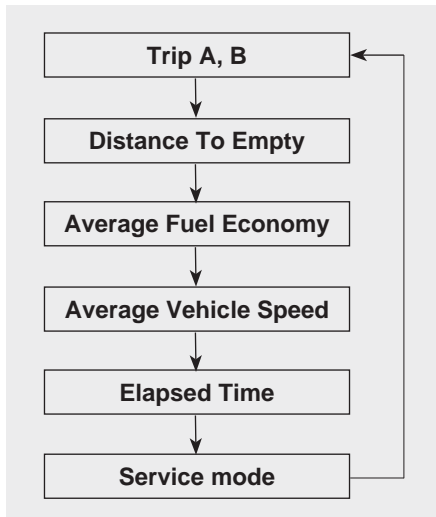 Trip A, B
Distance To Empty
Average Fuel Economy
Average Vehicle Speed
Elapsed Time
Service mode